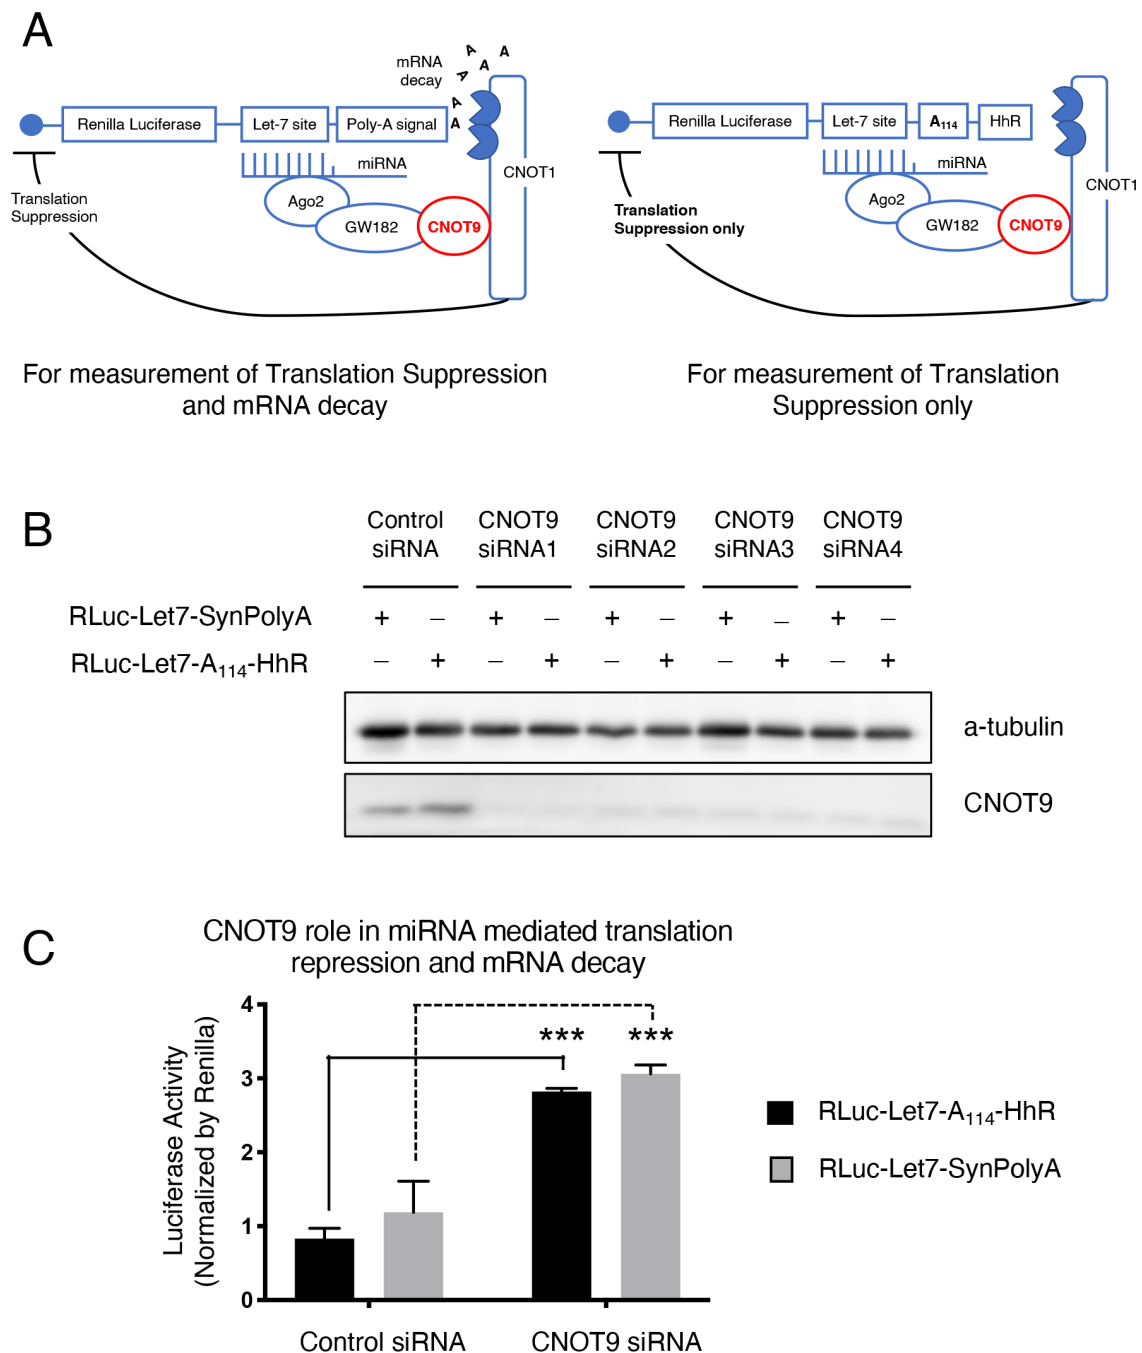 A
mRNA
decay
A
A
A
A
A
A
Renilla Luciferase
Let-7 site
Poly-A signal
miRNA
CNOT1
Ago2
GW182
CNOT9
Translation
Suppression
Renilla Luciferase
Let-7 site
A114
HhR
miRNA
CNOT1
Ago2
GW182
CNOT9
Translation
Suppression only
For measurement of Translation Suppression
and mRNA decay
For measurement of Translation
Suppression only
B
Control
siRNA
CNOT9
siRNA1
CNOT9
siRNA2
CNOT9
siRNA3
CNOT9
siRNA4
RLuc-Let7-SynPolyA + – + – + – + – + –
RLuc-Let7-A114-HhR – + – + – + – + – +
a-tubulin
CNOT9
C
CNOT9 role in miRNA mediated translation
repression and mRNA decay
Luciferase Activity
(Normalized by Renilla)
4
3
2
1
0
***
***
Control siRNA
CNOT9 siRNA
RLuc-Let7-A114-HhR
RLuc-Let7-SynPolyA